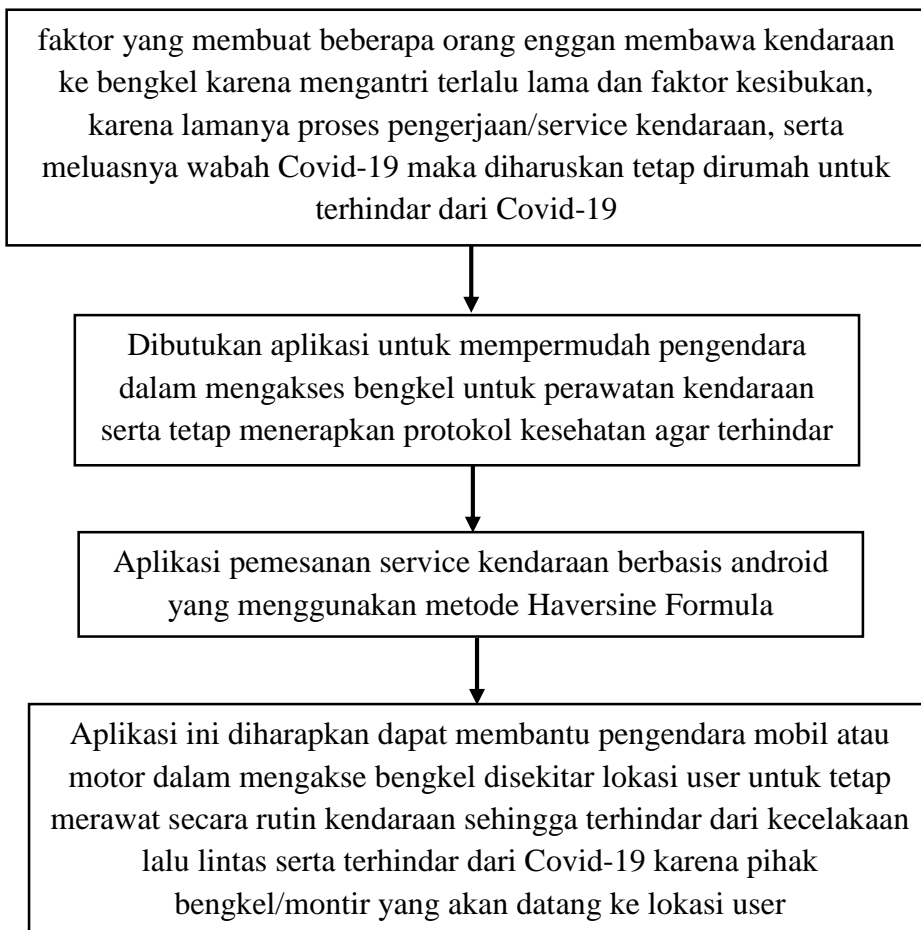 faktor yang membuat beberapa orang enggan membawa kendaraan
ke bengkel karena mengantri terlalu lama dan faktor kesibukan,
karena lamanya proses pengerjaan/service kendaraan, serta
meluasnya wabah Covid-19 maka diharuskan tetap dirumah untuk
terhindar dari Covid-19
Dibutukan aplikasi untuk mempermudah pengendara
dalam mengakses bengkel untuk perawatan kendaraan
serta tetap menerapkan protokol kesehatan agar terhindar
Aplikasi pemesanan service kendaraan berbasis android
yang menggunakan metode Haversine Formula
Aplikasi ini diharapkan dapat membantu pengendara mobil atau
motor dalam mengakse bengkel disekitar lokasi user untuk tetap
merawat secara rutin kendaraan sehingga terhindar dari kecelakaan
lalu lintas serta terhindar dari Covid-19 karena pihak
bengkel/montir yang akan datang ke lokasi user